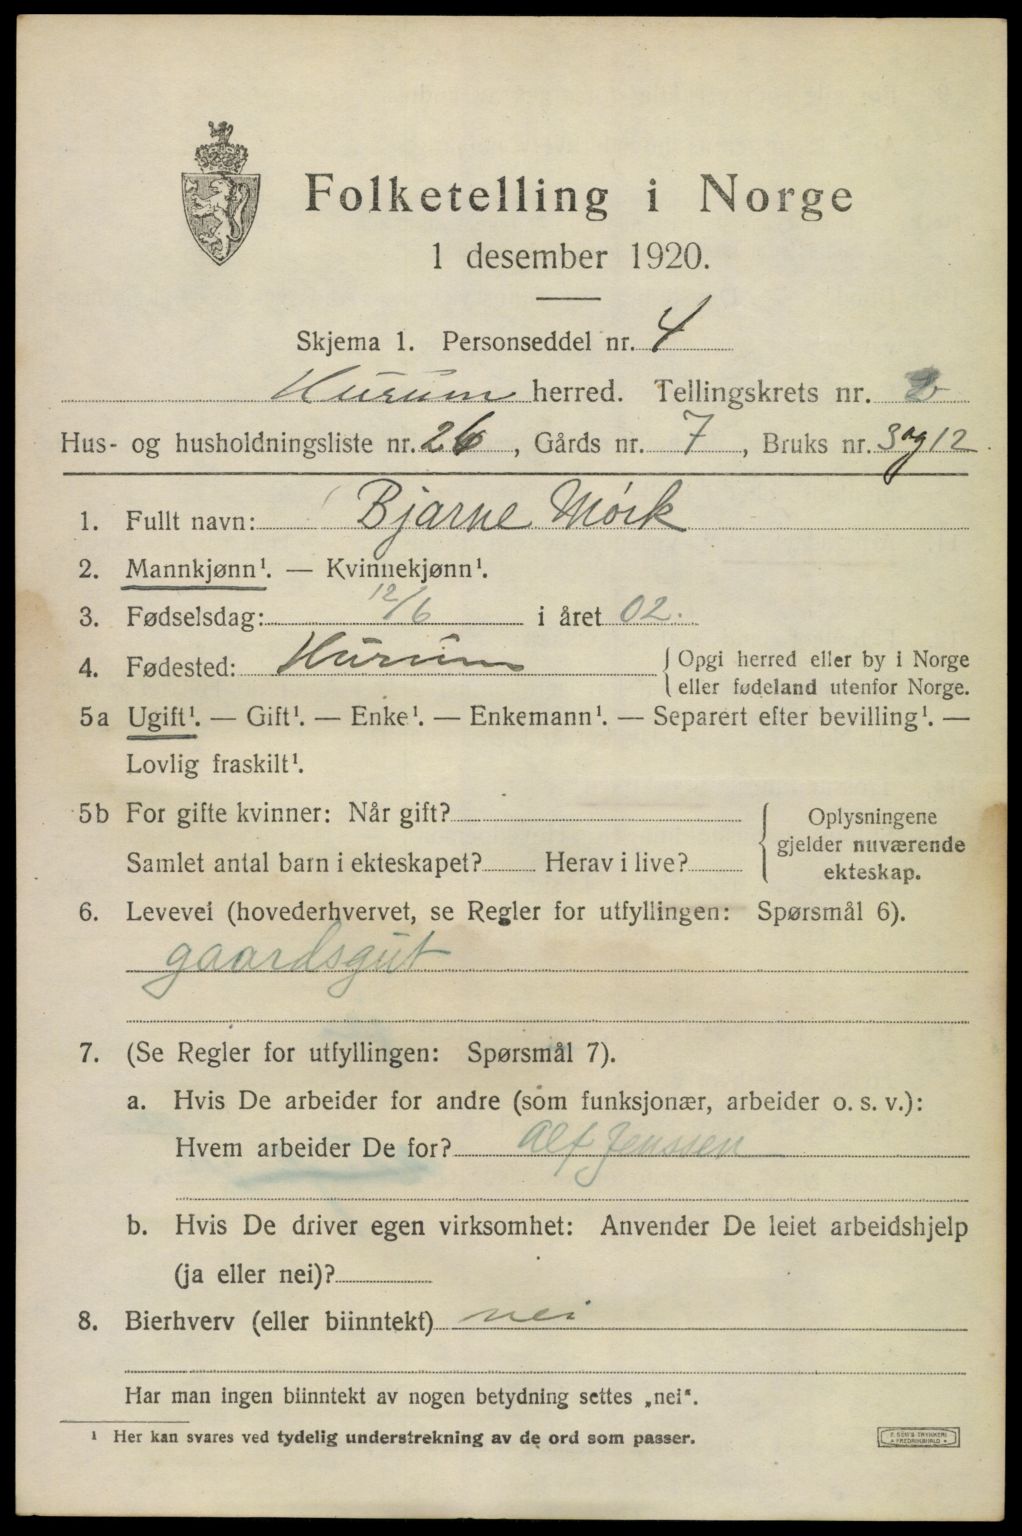 Folketelling i Norge
1 desember 1920.
Skjema 1. Personseddel nr. 4
Hurum herred. Tellingskrets nr. 2
Hus- og husholdningsliste nr. 26, Gårds nr. 7, Bruks nr. 3 og 12
1. Fullt navn: Bjarne Mørk
2. Mannkjønn¹. — Kvinnekjønn¹.
3. Fødselsdag: 12/6 i året 02.
4. Fødested: Hurum { Opgi herred eller by i Norge
eller fødeland utenfor Norge.
5a Ugift¹. — Gift¹. — Enke¹. — Enkemann¹. — Separert efter bevilling¹. —
Lovlig fraskilt¹.
5b For gifte kvinner: Når gift?
Samlet antal barn i ekteskapet? Herav i live?
Oplysningene
gjelder nuværende
ekteskap.
6. Levevei (hovederhvervet, se Regler for utfyllingen: Spørsmål 6).
gaardsgut
7. (Se Regler for utfyllingen: Spørsmål 7).
a. Hvis De arbeider for andre (som funksjonær, arbeider o. s. v.):
Hvem arbeider De for? Alf Jenssen
b. Hvis De driver egen virksomhet: Anvender De leiet arbeidshjelp
(ja eller nei)?
8. Bierhverv (eller biinntekt) nei
Har man ingen biinntekt av nogen betydning settes „nei“.
¹ Her kan svares ved tydelig understrekning av de ord som passer.
E. SEM'S TRYKKERI
FREDRIKSHALD